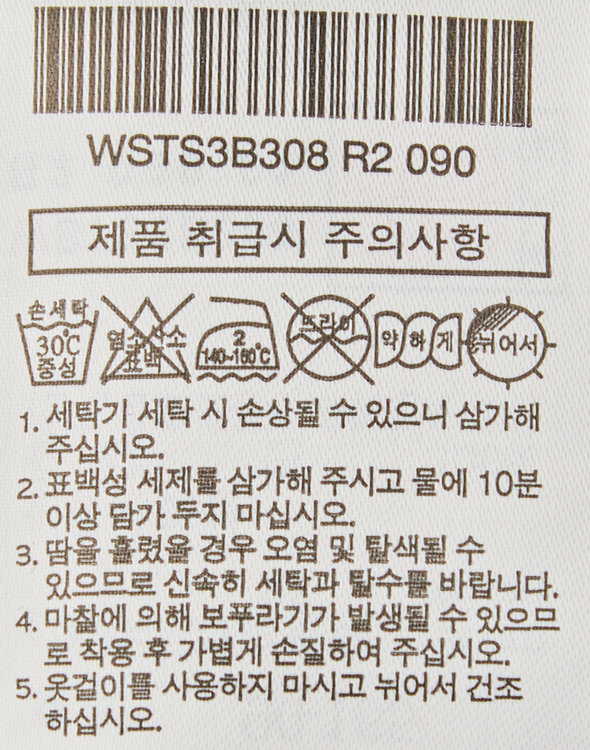 WSTS3B308 R2 090
제품 취급시 주의사항
손세탁
30℃
중성
염소산소
표백
2
140~160℃
드라이
약 하 게
뉘어서
1. 세탁기 세탁 시 손상될 수 있으니 삼가해
주십시오.
2. 표백성 세제를 삼가해 주시고 물에 10분
이상 담가 두지 마십시오.
3. 땀을 흘렸을 경우 오염 및 탈색될 수
있으므로 신속히 세탁과 탈수를 바랍니다.
4. 마찰에 의해 보푸라기가 발생될 수 있으므
로 착용 후 가볍게 손질하여 주십시오.
5. 옷걸이를 사용하지 마시고 뉘어서 건조
하십시오.